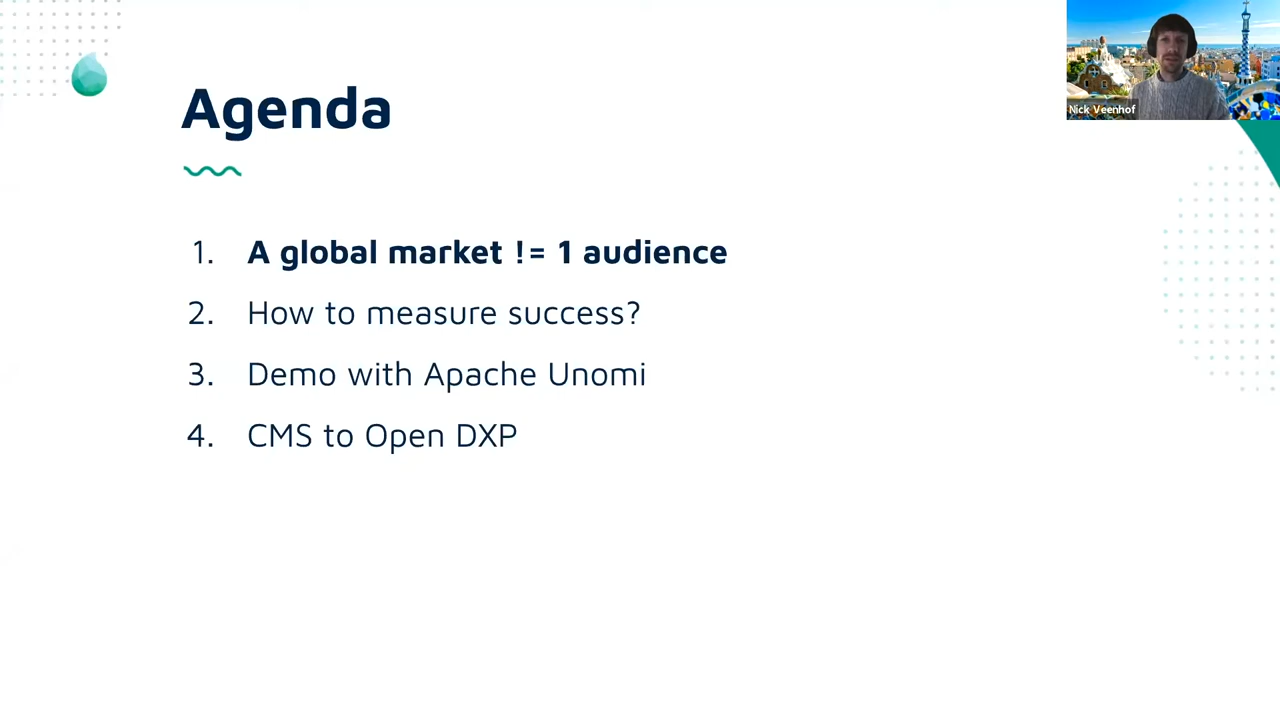 Agenda
1. A global market != 1 audience
2. How to measure success?
3. Demo with Apache Unomi
4. CMS to Open DXP
Nick Veenhof